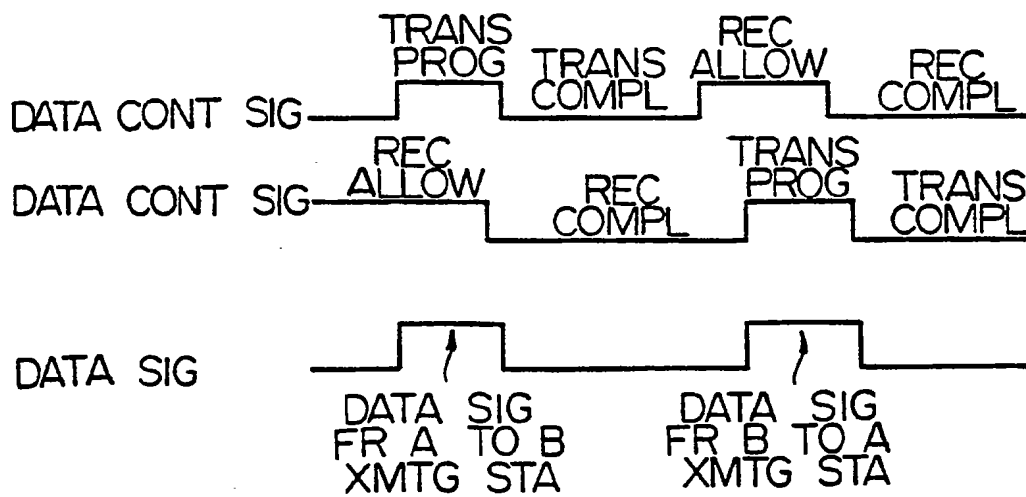 TRANS
PROG
TRANS
COMPL
REC
ALLOW
REC
COMPL
DATA CONT SIG
REC
ALLOW
REC
COMPL
TRANS
PROG
TRANS
COMPL
DATA CONT SIG
DATA SIG
DATA SIG
FR A TO B
XMTG STA
DATA SIG
FR B TO A
XMTG STA